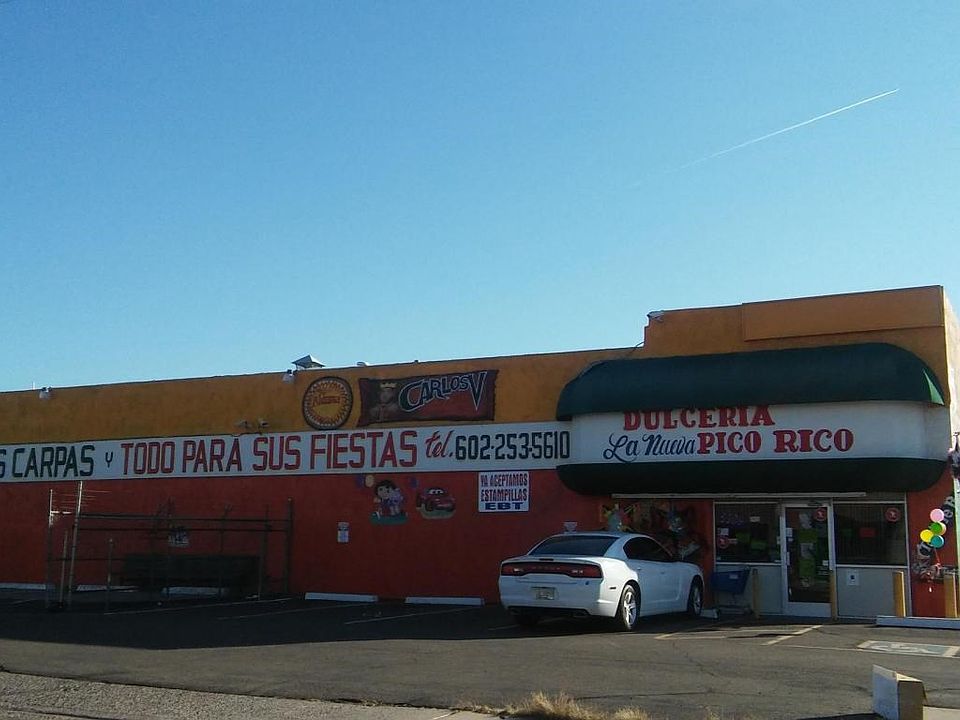 S CARPAS Y TODO PARA SUS FIESTAS tel. 602-253-5610
CARLOS V
DULCERIA
La Nueva PICO RICO
YA ACEPTAMOS
ESTAMPILLAS
EBT